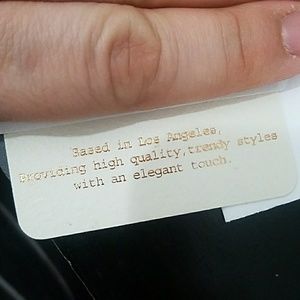 Based in Los Angeles,
Providing high quality,trendy styles
with an elegant touch.